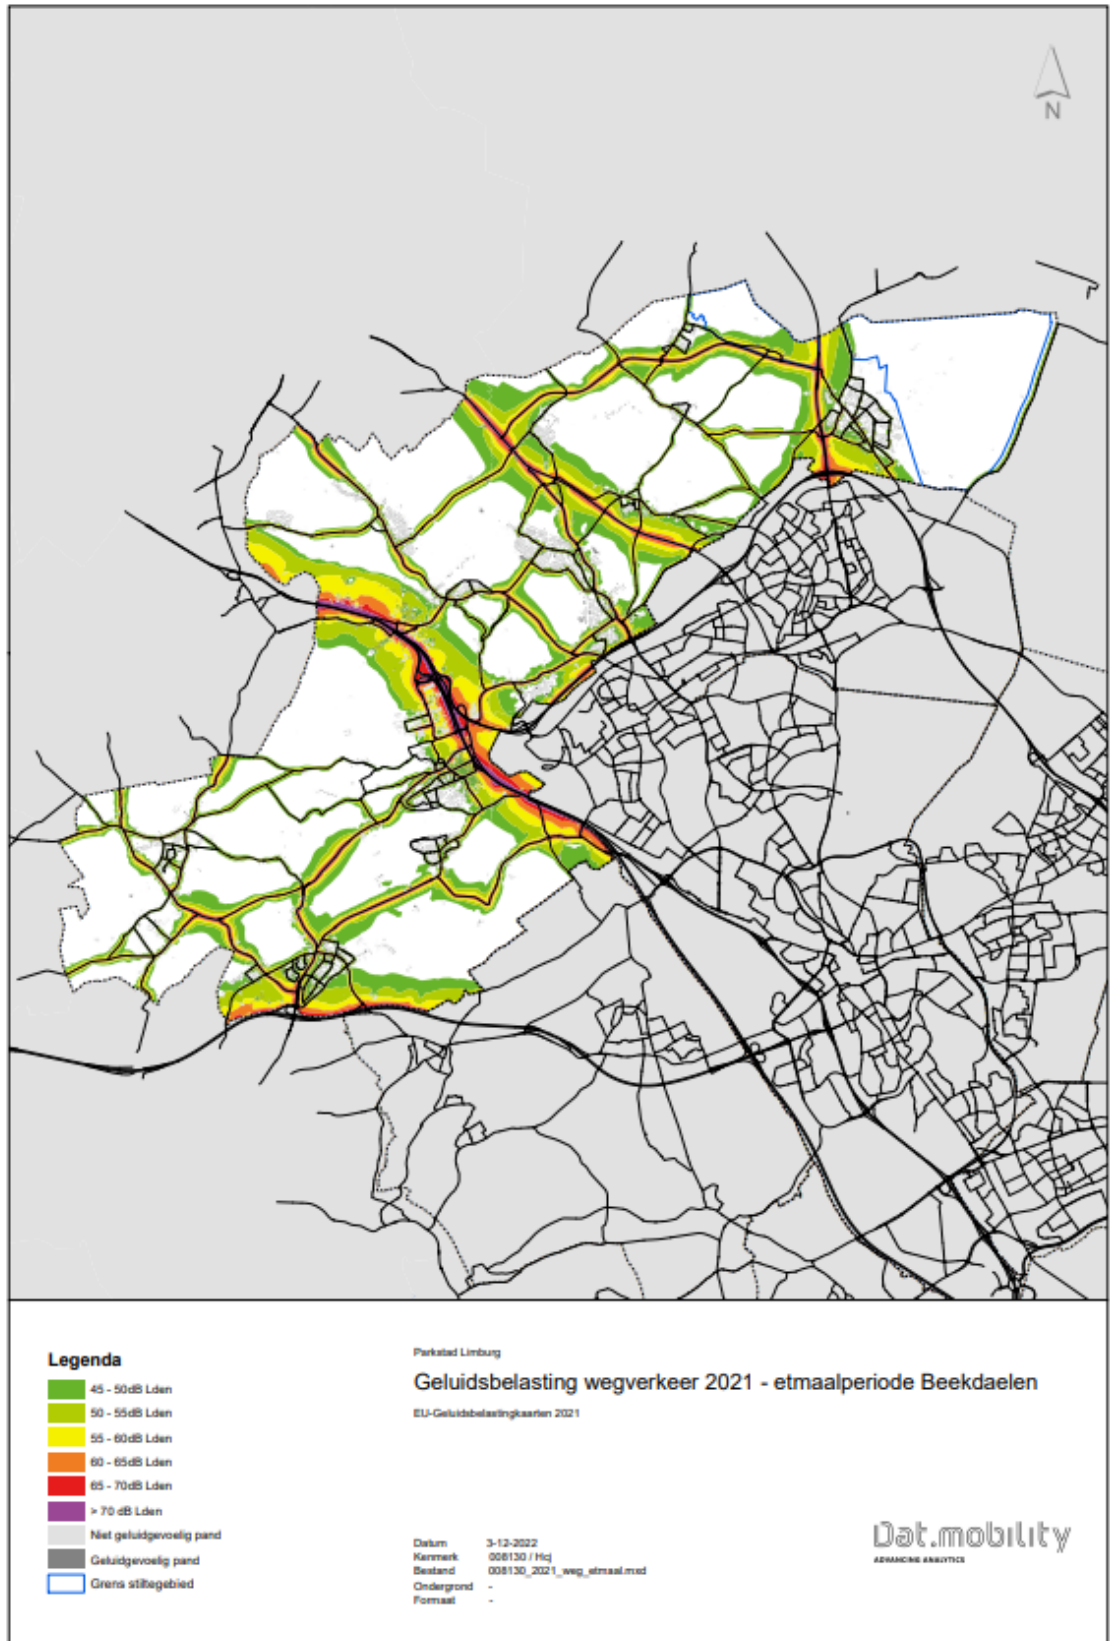 N
Legenda
45 - 50dB Lden
50 - 55dB Lden
55 - 60dB Lden
60 - 65dB Lden
65 - 70dB Lden
> 70 dB Lden
Niet geluidgevoelig pand
Geluidgevoelig pand
Grens stiltegebied
Parkstad Limburg
Geluidsbelasting wegverkeer 2021 - etmaalperiode Beekdaelen
EU-Geluidsbelastingkaarten 2021
Datum 3-12-2022
Kenmerk 008130 / Hcj
Bestand 008130_2021_weg_etmaal.mxd
Ondergrond -
Formaat -
Dat.mobility
ADVANCING ANALYTICS